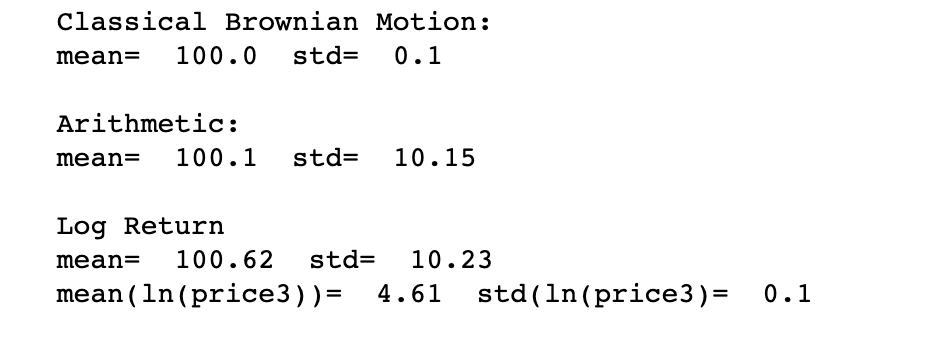 Classical Brownian Motion:
mean=  100.0  std=  0.1
Arithmetic:
mean=  100.1  std=  10.15
Log Return
mean=  100.62  std=  10.23
mean(ln(price3))=  4.61  std(ln(price3)=  0.1